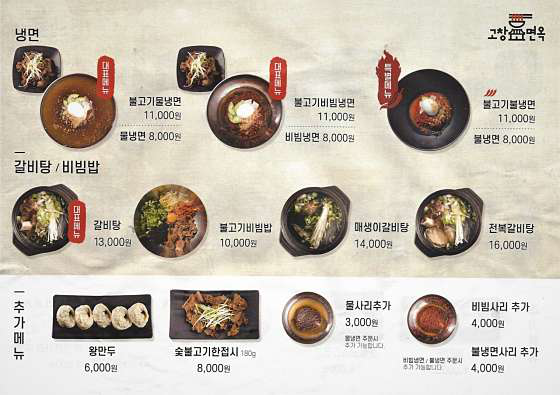 냉면
고창면옥
대표메뉴
불고기물냉면
11,000원
물냉면 8,000원
대표메뉴
불고기비빔냉면
11,000원
비빔냉면 8,000원
특별메뉴
불고기불냉면
11,000원
불냉면 8,000원
갈비탕 / 비빔밥
대표메뉴
갈비탕
13,000원
불고기비빔밥
10,000원
매생이갈비탕
14,000원
전복갈비탕
16,000원
추가메뉴
왕만두
6,000원
숯불고기한접시 180g
8,000원
물사리 추가
3,000원
물냉면 주문시
추가 가능합니다.
비빔사리 추가
4,000원
비빔냉면 / 불냉면 주문시
추가 가능합니다.
불냉면사리 추가
4,000원